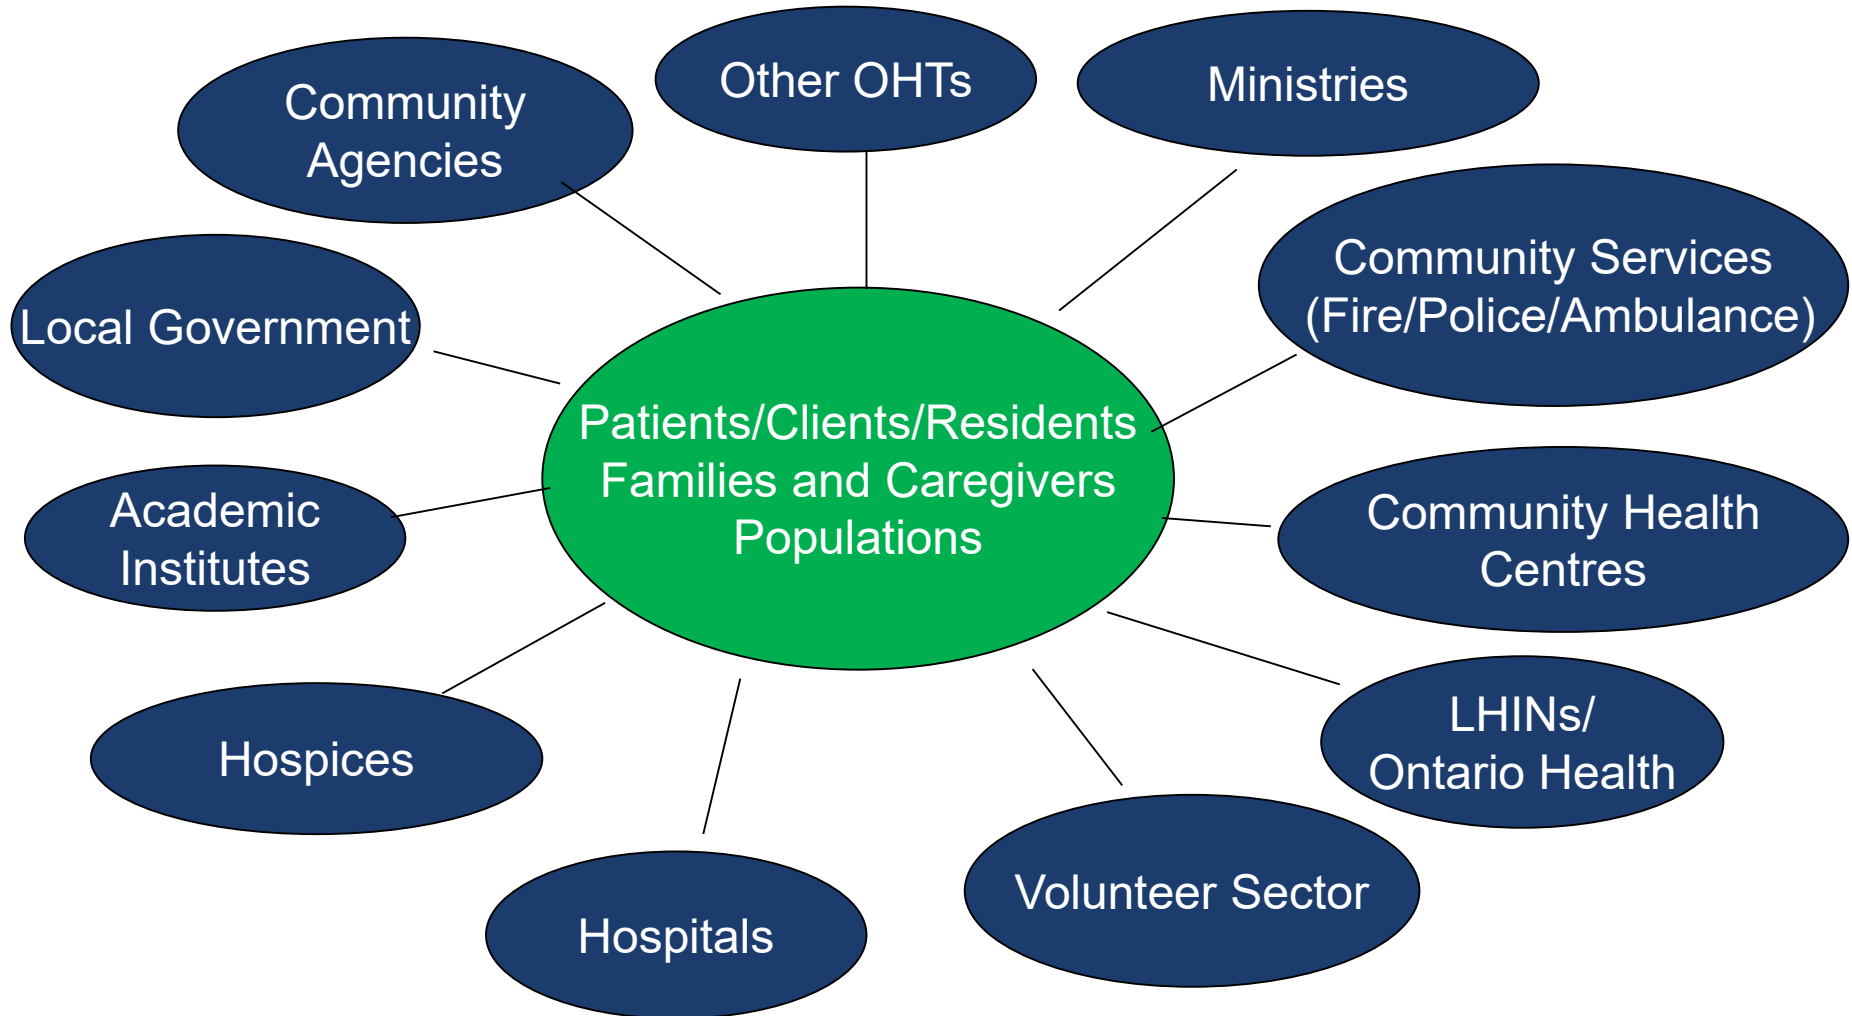 Other OHTs
Ministries
Community
Agencies
Community Services
(Fire/Police/Ambulance)
Local Government
Patients/Clients/Residents
Families and Caregivers
Populations
Academic
Institutes
Community Health
Centres
LHINs/
Ontario Health
Hospices
Volunteer Sector
Hospitals